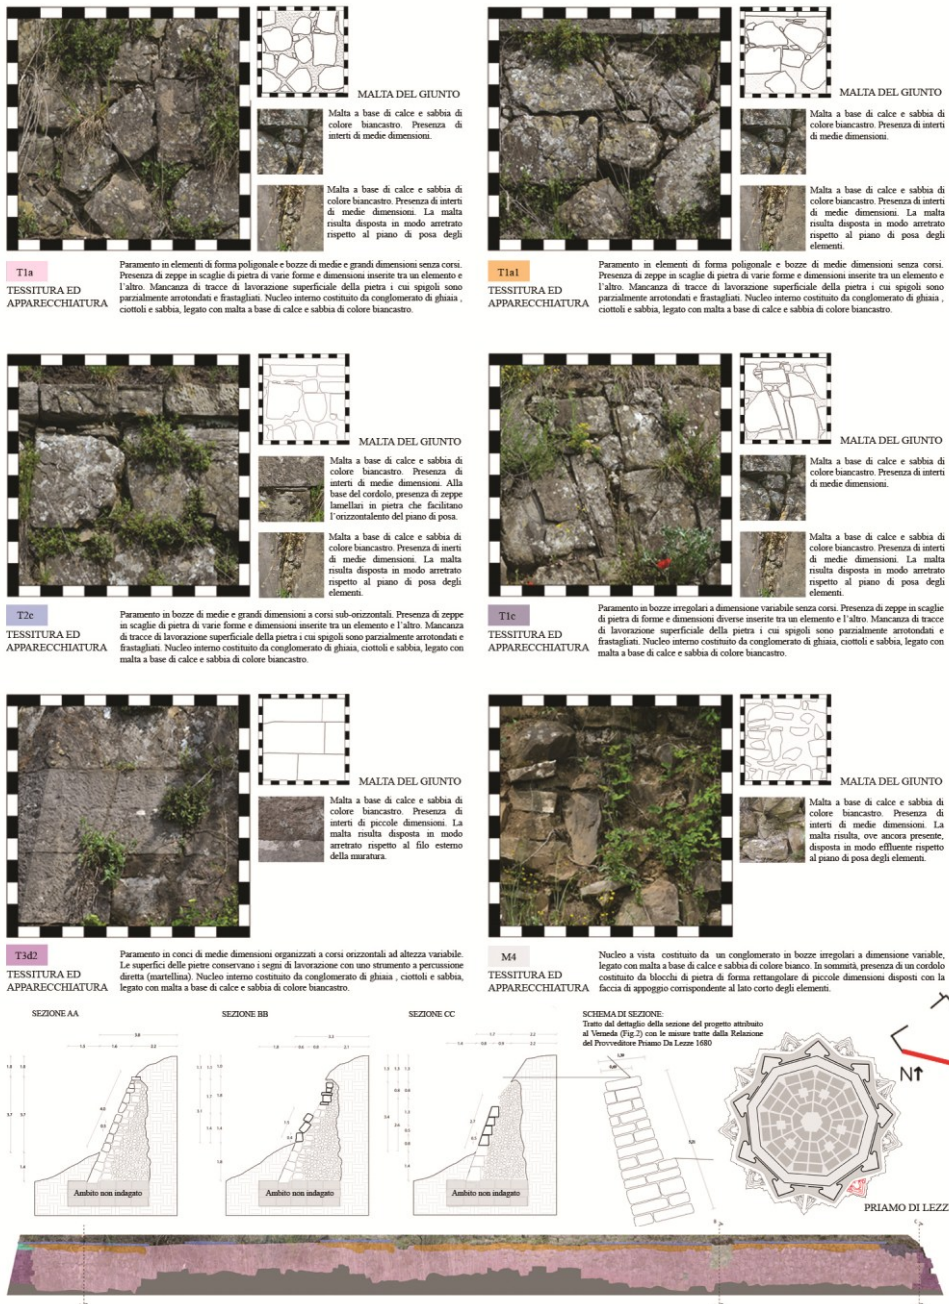 MALTA DEL GIUNTO
Malta a base di calce e sabbia di
colore biancastro. Presenza di
interti di medie dimensioni.
Malta a base di calce e sabbia di
colore biancastro. Presenza di
interti di medie dimensioni. La
malta risulta disposta in modo
arretrato rispetto al piano di
posa degli
T1a
TESSITURA ED
APPARECCHIATURA
Paramento in elementi di forma poligonale e bozze di medie e grandi dimensioni senza corsi.
Presenza di zeppe in scaglie di pietra di varie forme e dimensioni inserite tra un elemento e
l'altro. Mancanza di tracce di lavorazione superficiale della pietra i cui spigoli sono
parzialmente arrotondati e frastagliati. Nucleo interno costituito da conglomerato di ghiaia ,
ciottoli e sabbia, legato con malta a base di calce e sabbia di colore biancastro.
MALTA DEL GIUNTO
Malta a base di calce e sabbia di
colore biancastro. Presenza di interti
di medie dimensioni.
Malta a base di calce e sabbia di
colore biancastro. Presenza di interti
di medie dimensioni. La malta
risulta disposta in modo arretrato
rispetto al piano di posa degli
elementi.
T1a1
TESSITURA ED
APPARECCHIATURA
Paramento in elementi di forma poligonale e bozze di medie dimensioni senza corsi.
Presenza di zeppe in scaglie di pietra di varie forme e dimensioni inserite tra un elemento e
l'altro. Mancanza di tracce di lavorazione superficiale della pietra i cui spigoli sono
parzialmente arrotondati e frastagliati. Nucleo interno costituito da conglomerato di ghiaia ,
ciottoli e sabbia, legato con malta a base di calce e sabbia di colore biancastro.
MALTA DEL GIUNTO
Malta a base di calce e sabbia di
colore biancastro. Presenza di
interti di medie dimensioni. Alla
base del cordolo, presenza di zeppe
lamellari in pietra che facilitano
l'orizzontalento del piano di posa.
Malta a base di calce e sabbia di
colore biancastro. Presenza di inerti
di medie dimensioni. La malta
risulta disposta in modo arretrato
rispetto al piano di posa degli
elementi.
T2c
TESSITURA ED
APPARECCHIATURA
Paramento in bozze di medie e grandi dimensioni a corsi sub-orizzontali. Presenza di zeppe
in scaglie di pietra di varie forme e dimensioni inserite tra un elemento e l'altro. Mancanza
di tracce di lavorazione superficiale della pietra i cui spigoli sono parzialmente arrotondati e
frastagliati. Nucleo interno costituito da conglomerato di ghiaia, ciottoli e sabbia, legato con
malta a base di calce e sabbia di colore biancastro.
MALTA DEL GIUNTO
Malta a base di calce e sabbia di
colore biancastro. Presenza di interti
di medie dimensioni.
Malta a base di calce e sabbia di
colore biancastro. Presenza di interti
di medie dimensioni. La malta
risulta disposta in modo arretrato
rispetto al piano di posa degli
elementi.
T1c
TESSITURA ED
APPARECCHIATURA
Paramento in bozze irregolari a dimensione variabile senza corsi. Presenza di zeppe in scaglie
di pietra di forme e dimensioni diverse inserite tra un elemento e l'altro. Mancanza di tracce
di lavorazione superficiale della pietra i cui spigoli sono parzialmente arrotondati e
frastagliati. Nucleo interno costituito da conglomerato di ghiaia, ciottoli e sabbia, legato con
malta a base di calce e sabbia di colore biancastro.
MALTA DEL GIUNTO
Malta a base di calce e sabbia di
colore biancastro. Presenza di
interti di piccole dimensioni. La
malta risulta disposta in modo
arretrato rispetto al filo esterno
della muratura.
T3d2
TESSITURA ED
APPARECCHIATURA
Paramento in conci di medie dimensioni organizzati a corsi orizzontali ad altezza variabile.
Le superfici delle pietre conservano i segni di lavorazione con uno strumento a percussione
diretta (martellina). Nucleo interno costituito da conglomerato di ghiaia , ciottoli e sabbia,
legato con malta a base di calce e sabbia di colore biancastro.
MALTA DEL GIUNTO
Malta a base di calce e sabbia di
colore biancastro. Presenza di
interti di medie dimensioni. La
malta risulta, ove ancora presente,
disposta in modo effluente rispetto
al piano di posa degli elementi.
M4
TESSITURA ED
APPARECCHIATURA
Nucleo a vista costituito da un conglomerato in bozze irregolari a dimensione variabile,
legato con malta a base di calce e sabbia di colore bianco. In sommità, presenza di un cordolo
costituito da blocchi di pietra di forma rettangolare di piccole dimensioni disposti con la
faccia di appoggio corrispondente al lato corto degli elementi.
SEZIONE AA
Ambito non indagato
SEZIONE BB
Ambito non indagato
SEZIONE CC
Ambito non indagato
SCHEMA DI SEZIONE:
Tratto dal dettaglio della sezione del progetto attribuito
al Verneda (Fig.2) con le misure tratte dalla Relazione
del Provveditore Priamo Da Lezze 1680
N
PRIAMO DI LEZZ